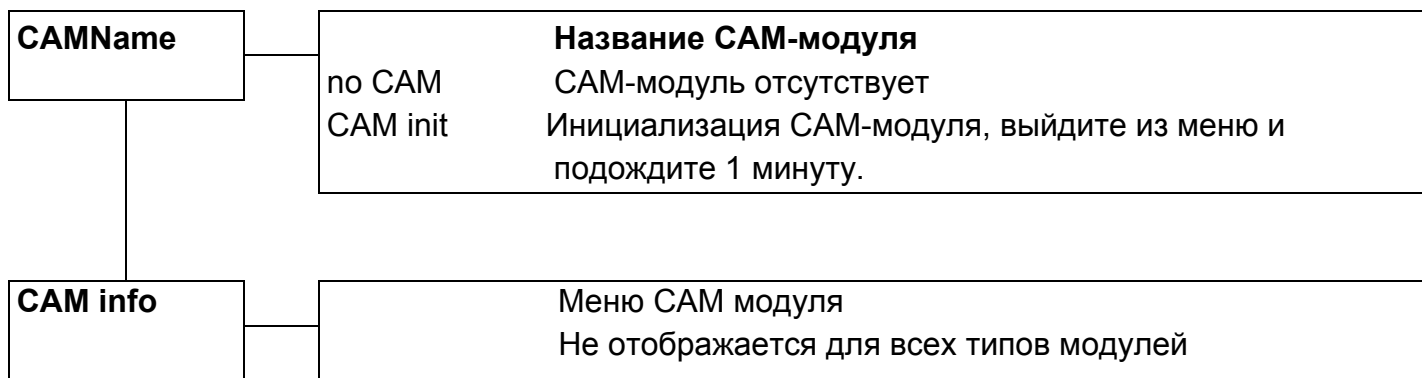 CAMName
Название CAM-модуля
no CAM CAM-модуль отсутствует
CAM init Инициализация CAM-модуля, выйдите из меню и
подождите 1 минуту.
CAM info
Меню CAM модуля
Не отображается для всех типов модулей